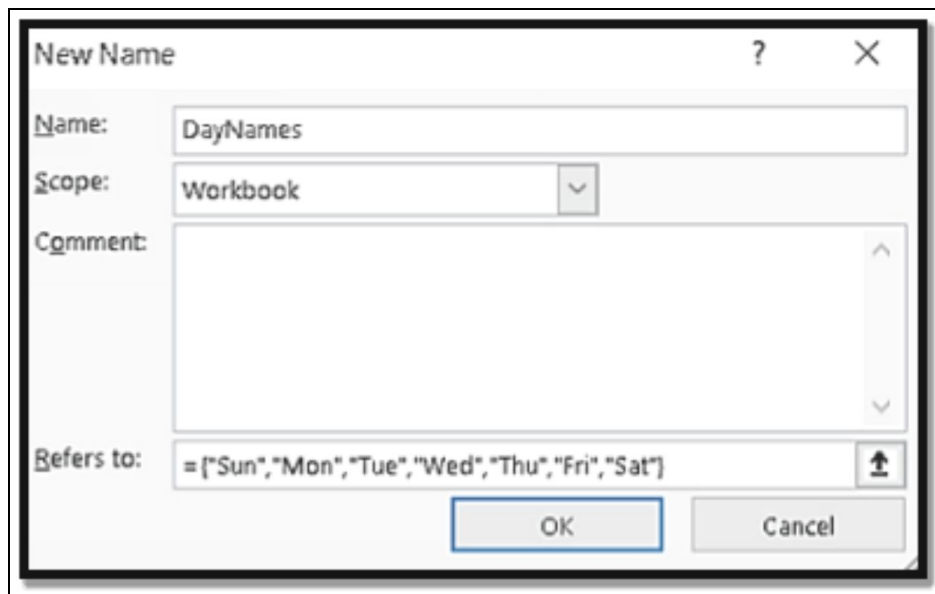 New Name ?
Name: DayNames
Scope: Workbook
Comment:
Refers to: ={"Sun","Mon","Tue","Wed","Thu","Fri","Sat"}
OK Cancel